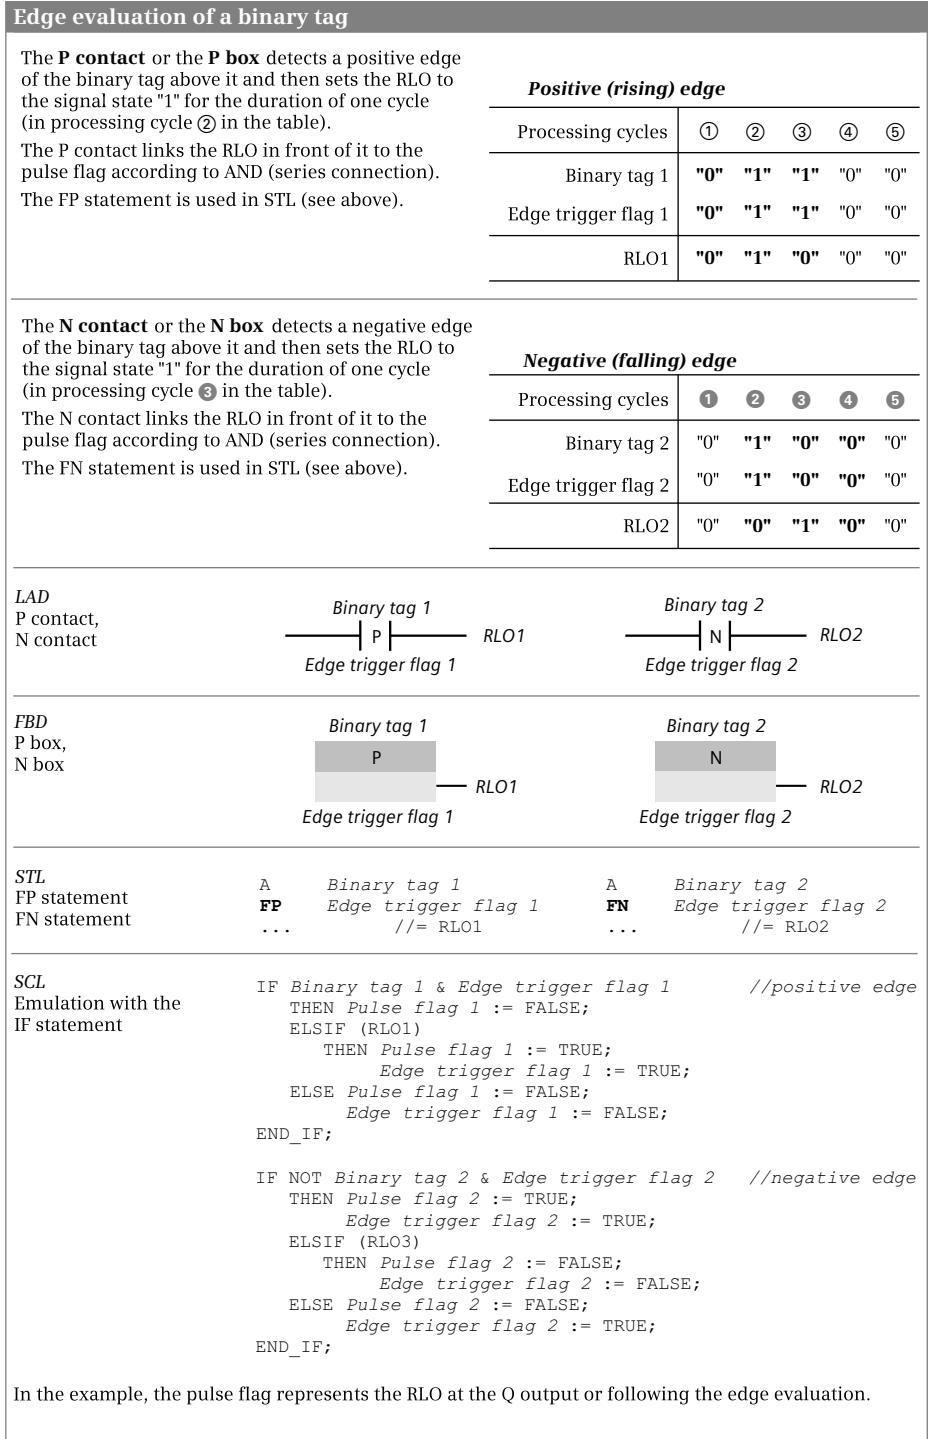 Edge evaluation of a binary tag
The P contact or the P box detects a positive edge
of the binary tag above it and then sets the RLO to
the signal state "1" for the duration of one cycle
(in processing cycle ② in the table).
The P contact links the RLO in front of it to the
pulse flag according to AND (series connection).
The FP statement is used in STL (see above).
Positive (rising) edge
Processing cycles ① ② ③ ④ ⑤
Binary tag 1 "0" "1" "1" "0" "0"
Edge trigger flag 1 "0" "1" "1" "0" "0"
RLO1 "0" "1" "0" "0" "0"
The N contact or the N box detects a negative edge
of the binary tag above it and then sets the RLO to
the signal state "1" for the duration of one cycle
(in processing cycle ❸ in the table).
The N contact links the RLO in front of it to the
pulse flag according to AND (series connection).
The FN statement is used in STL (see above).
Negative (falling) edge
Processing cycles ❶ ❷ ❸ ❹ ❺
Binary tag 2 "0" "1" "0" "0" "0"
Edge trigger flag 2 "0" "1" "0" "0" "0"
RLO2 "0" "0" "1" "0" "0"
LAD
P contact,
N contact
Binary tag 1
P RLO1
Edge trigger flag 1
Binary tag 2
N RLO2
Edge trigger flag 2
FBD
P box,
N box
Binary tag 1
P
RLO1
Edge trigger flag 1
Binary tag 2
N
RLO2
Edge trigger flag 2
STL
FP statement
FN statement
A Binary tag 1
FP Edge trigger flag 1
... //= RLO1
A Binary tag 2
FN Edge trigger flag 2
... //= RLO2
SCL
Emulation with the
IF statement
IF Binary tag 1 & Edge trigger flag 1 //positive edge
THEN Pulse flag 1 := FALSE;
ELSIF (RLO1)
THEN Pulse flag 1 := TRUE;
Edge trigger flag 1 := TRUE;
ELSE Pulse flag 1 := FALSE;
Edge trigger flag 1 := FALSE;
END_IF;
IF NOT Binary tag 2 & Edge trigger flag 2 //negative edge
THEN Pulse flag 2 := TRUE;
Edge trigger flag 2 := TRUE;
ELSIF (RLO3)
THEN Pulse flag 2 := FALSE;
Edge trigger flag 2 := FALSE;
ELSE Pulse flag 2 := FALSE;
Edge trigger flag 2 := TRUE;
END_IF;
In the example, the pulse flag represents the RLO at the Q output or following the edge evaluation.